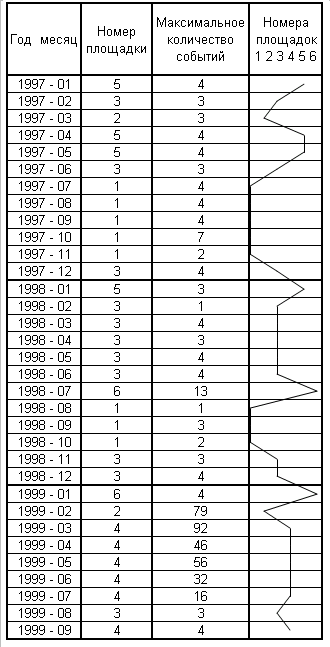 Год месяц Номер площадки Максимальное количество событий Номера площадок 1 2 3 4 5 6
1997 - 01 5 4
1997 - 02 3 3
1997 - 03 2 3
1997 - 04 5 4
1997 - 05 5 4
1997 - 06 3 3
1997 - 07 1 4
1997 - 08 1 4
1997 - 09 1 4
1997 - 10 1 7
1997 - 11 1 2
1997 - 12 3 4
1998 - 01 5 3
1998 - 02 3 1
1998 - 03 3 4
1998 - 04 3 3
1998 - 05 3 4
1998 - 06 3 4
1998 - 07 6 13
1998 - 08 1 1
1998 - 09 1 3
1998 - 10 1 2
1998 - 11 3 3
1998 - 12 3 4
1999 - 01 6 4
1999 - 02 2 79
1999 - 03 4 92
1999 - 04 4 46
1999 - 05 4 56
1999 - 06 4 32
1999 - 07 4 16
1999 - 08 3 3
1999 - 09 4 4